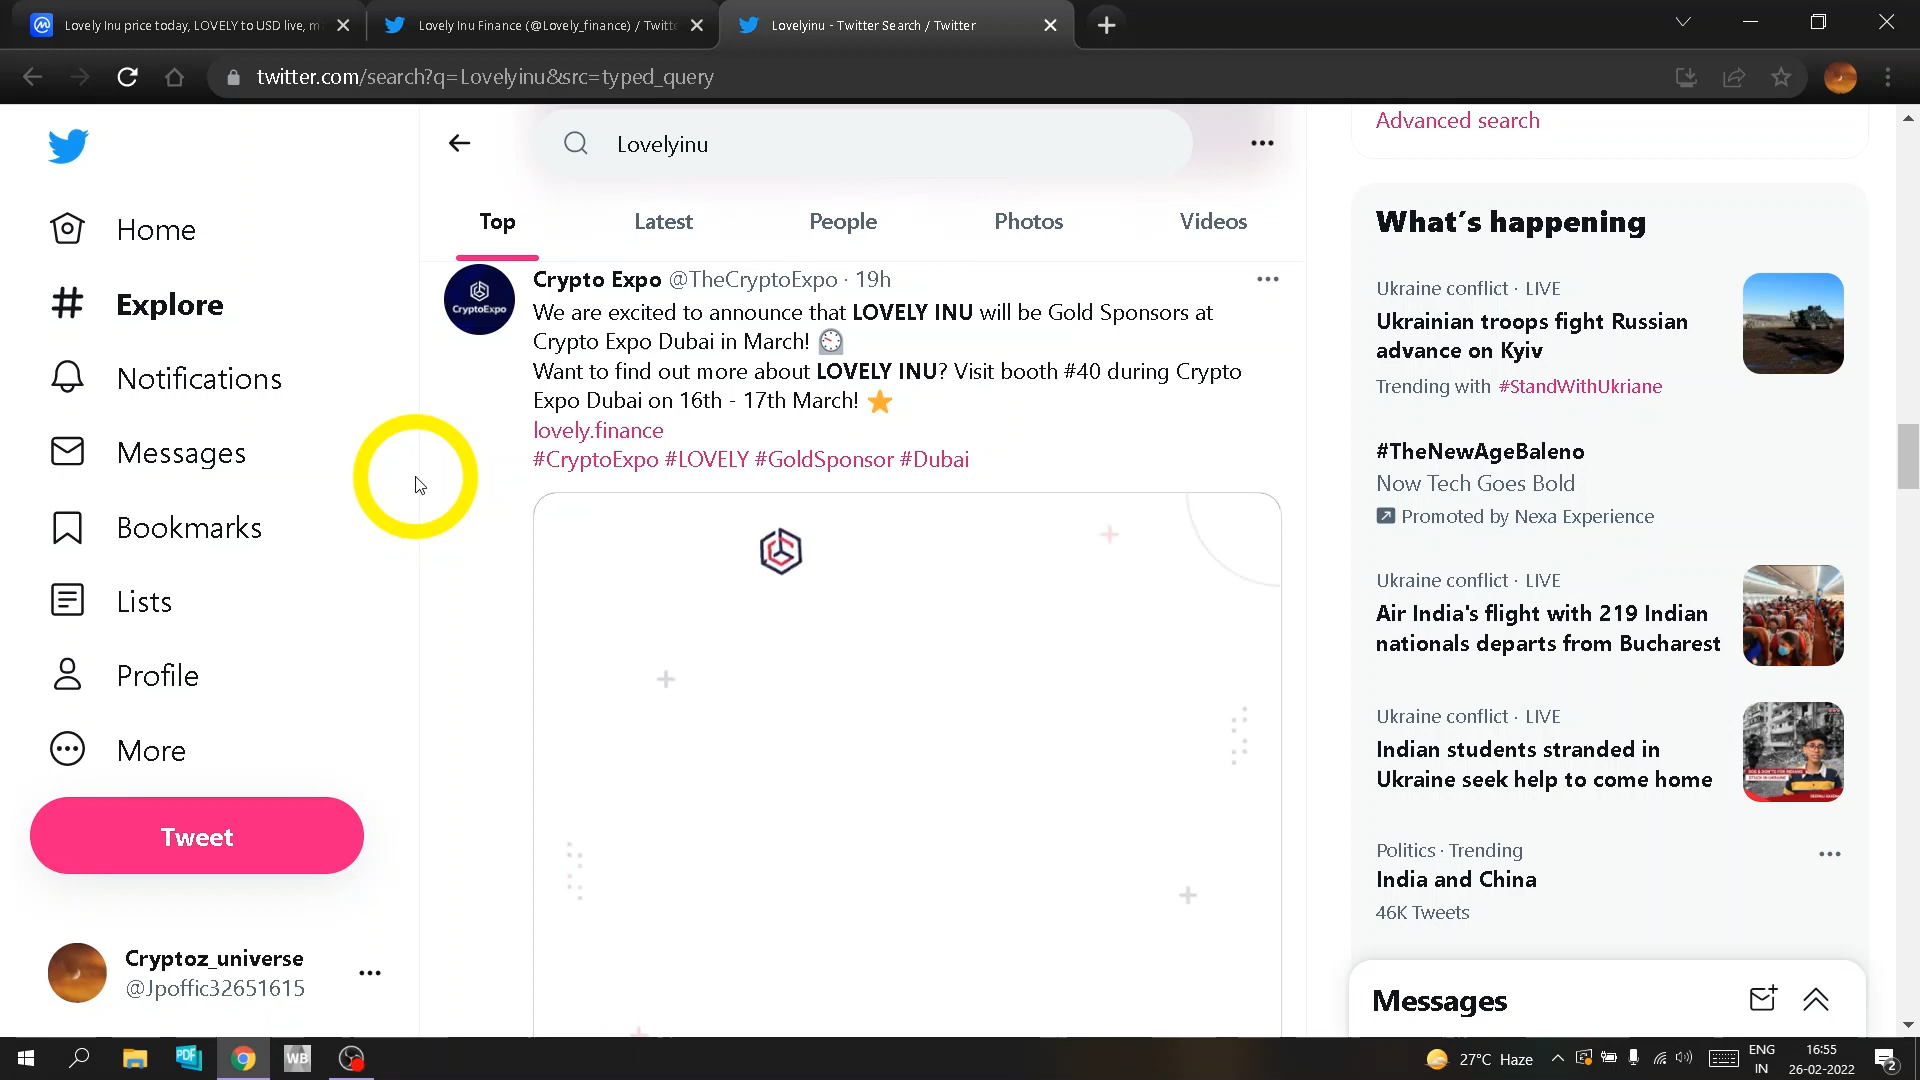 Lovely Inu price today, LOVELY to USD live, m
Lovely Inu Finance (@Lovely_finance) / Twitte
Lovelyinu - Twitter Search / Twitter
twitter.com/search?q=Lovelyinu&src=typed_query
Lovelyinu
Top
Latest
People
Photos
Videos
Home
Explore
Notifications
Messages
Bookmarks
Lists
Profile
More
Tweet
Cryptoz_universe
@Jpoffic32651615
CryptoExpo
Crypto Expo @TheCryptoExpo · 19h
We are excited to announce that LOVELY INU will be Gold Sponsors at
Crypto Expo Dubai in March!
Want to find out more about LOVELY INU? Visit booth #40 during Crypto
Expo Dubai on 16th - 17th March!
lovely.finance
#CryptoExpo #LOVELY #GoldSponsor #Dubai
Advanced search
What's happening
Ukraine conflict · LIVE
Ukrainian troops fight Russian
advance on Kyiv
Trending with #StandWithUkriane
#TheNewAgeBaleno
Now Tech Goes Bold
Promoted by Nexa Experience
Ukraine conflict · LIVE
Air India's flight with 219 Indian
nationals departs from Bucharest
Ukraine conflict · LIVE
Indian students stranded in
Ukraine seek help to come home
Politics · Trending
India and China
46K Tweets
Messages
PDF
WB
27°C Haze
ENG
IN
16:55
26-02-2022
2